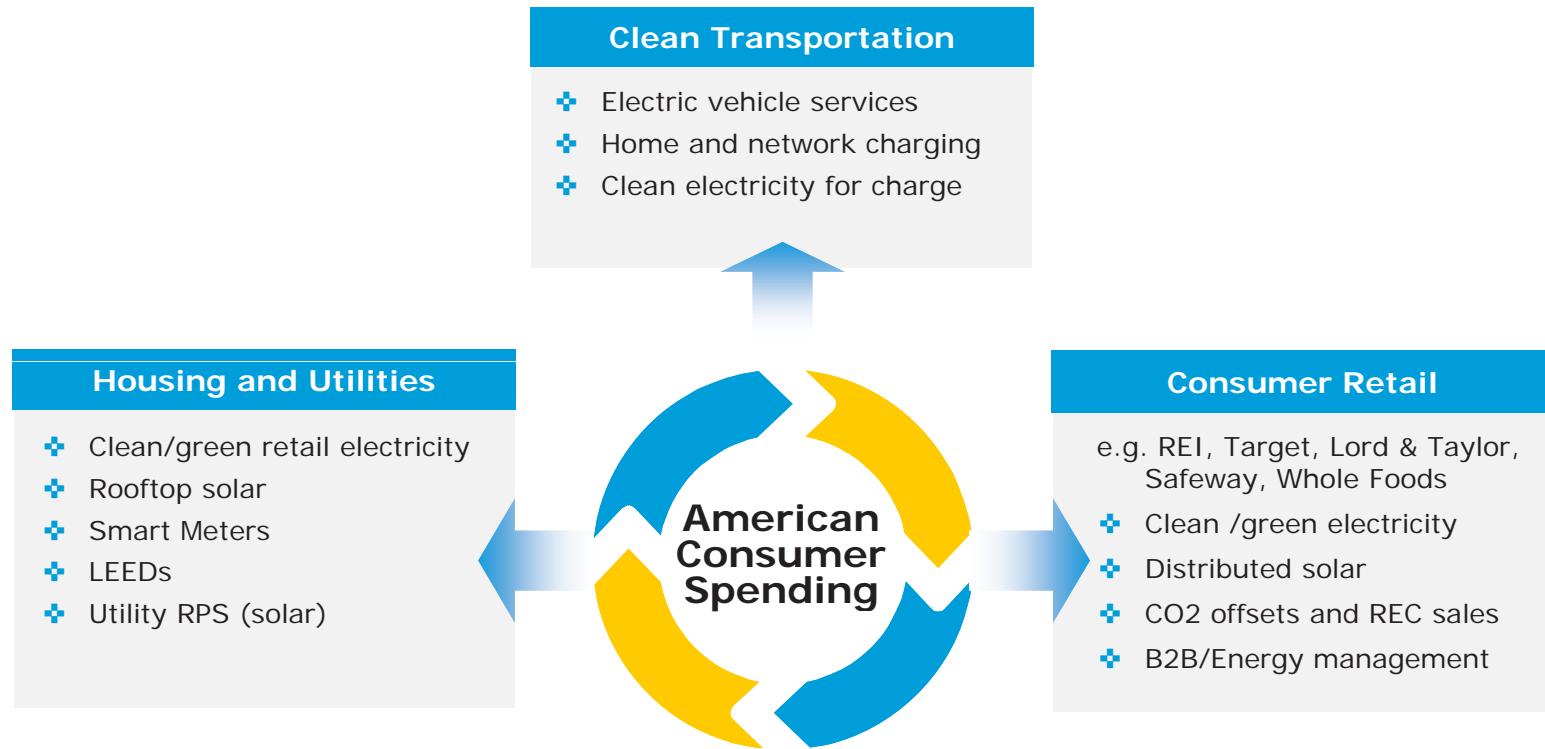 Clean Transportation
Electric vehicle services
Home and network charging
Clean electricity for charge
Housing and Utilities
Clean/green retail electricity
Rooftop solar
Smart Meters
LEEDs
Utility RPS (solar)
American
Consumer
Spending
Consumer Retail
e.g. REI, Target, Lord & Taylor,
Safeway, Whole Foods
Clean /green electricity
Distributed solar
CO2 offsets and REC sales
B2B/Energy management